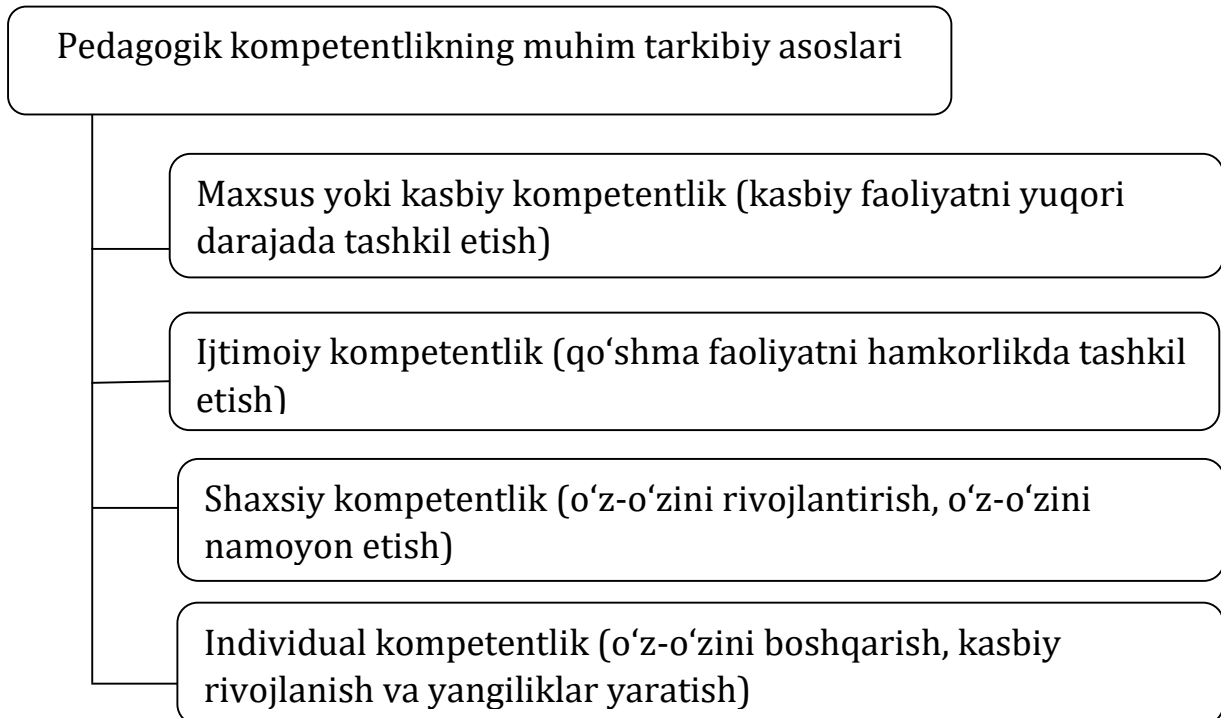 Pedagogik kompetentlikning muhim tarkibiy asoslari
Maxsus yoki kasbiy kompetentlik (kasbiy faoliyatni yuqori
darajada tashkil etish)
Ijtimoiy kompetentlik (qo‘shma faoliyatni hamkorlikda tashkil
etish)
Shaxsiy kompetentlik (o‘z-o‘zini rivojlantirish, o‘z-o‘zini
namoyon etish)
Individual kompetentlik (o‘z-o‘zini boshqarish, kasbiy
rivojlanish va yangiliklar yaratish)